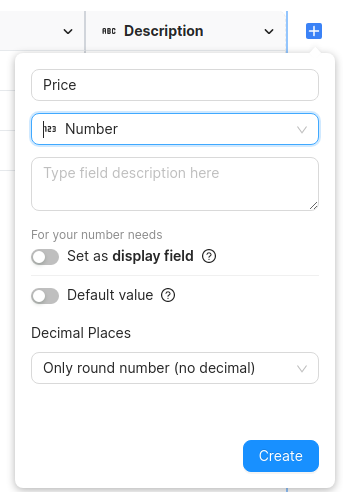 ABC Description
Price
123 Number
Type field description here
For your number needs
Set as display field
Default value
Decimal Places
Only round number (no decimal)
Create